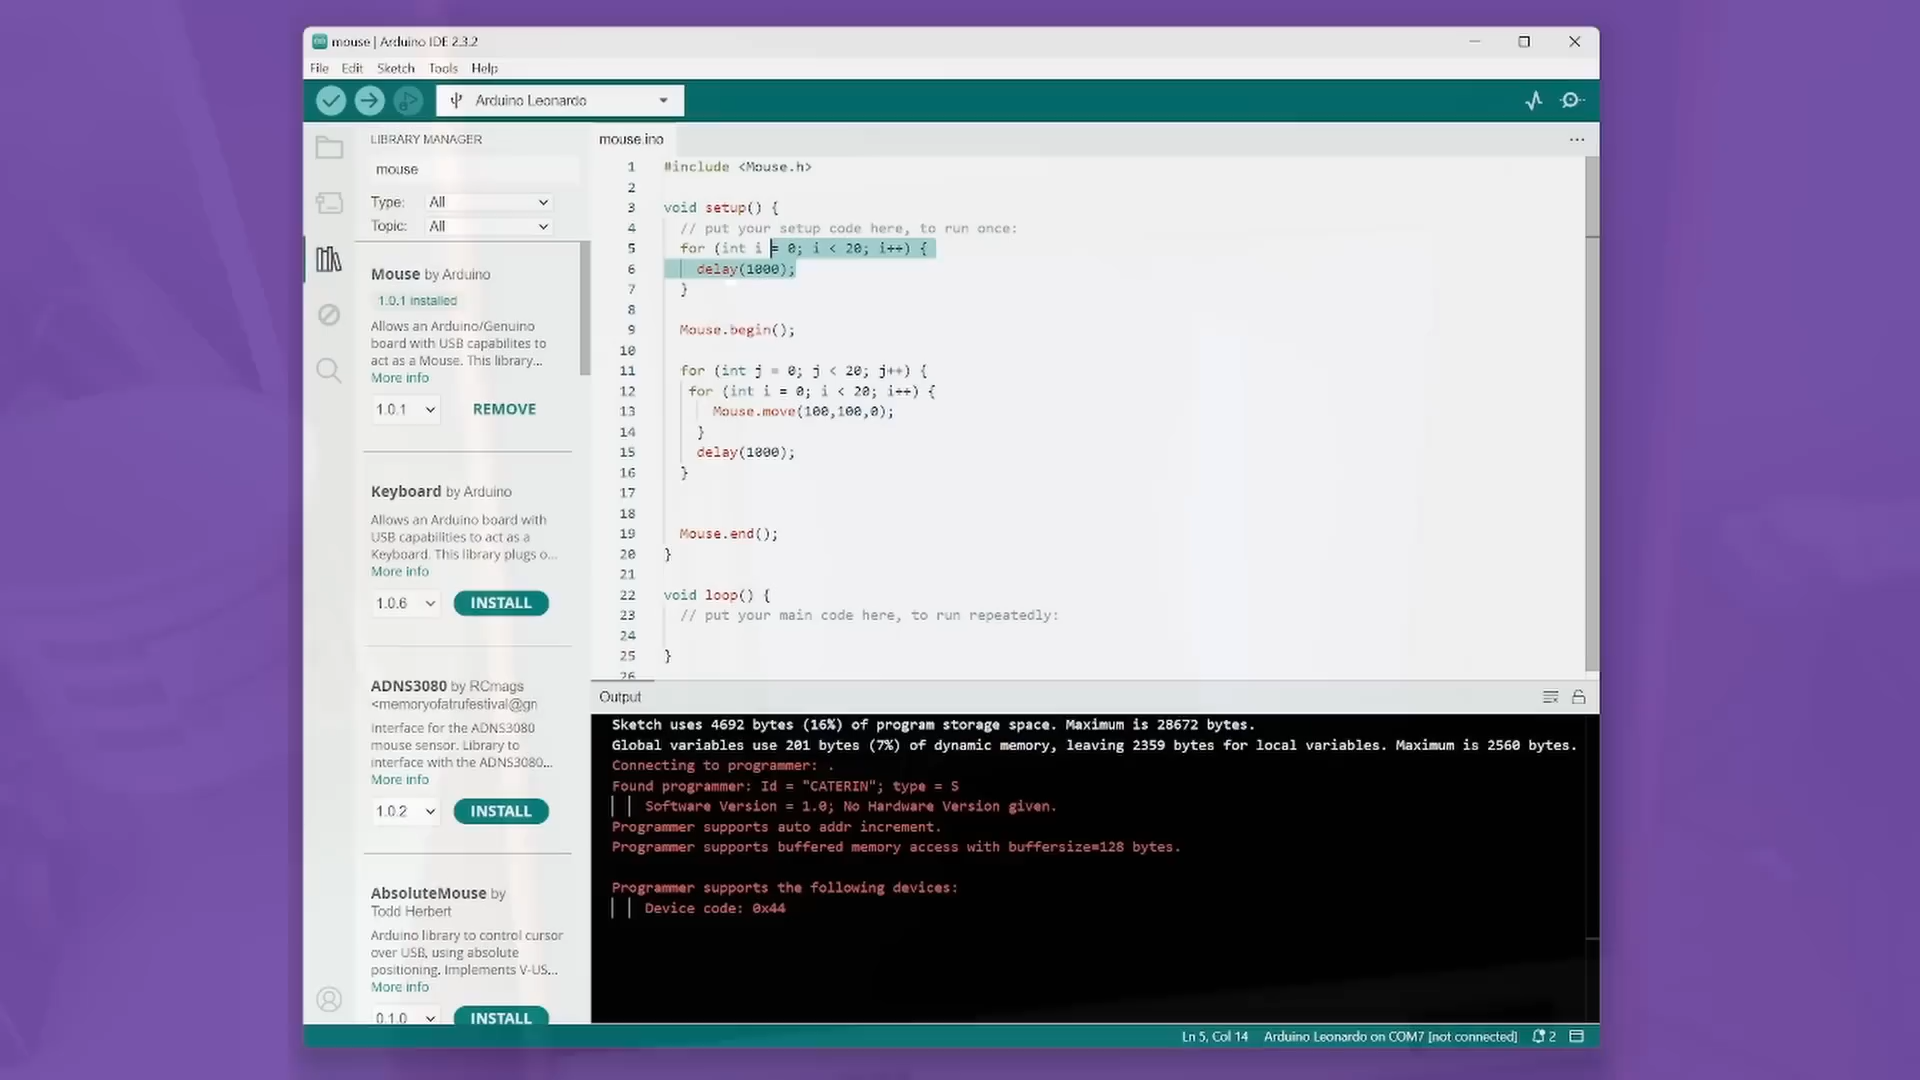 mouse | Arduino IDE 2.3.2
File Edit Sketch Tools Help
Arduino Leonardo
LIBRARY MANAGER
mouse
Type: All
Topic: All
Mouse by Arduino
1.0.1 installed
Allows an Arduino/Genuino
board with USB capabilites to
act as a Mouse. This library...
More info
1.0.1 REMOVE
Keyboard by Arduino
Allows an Arduino board with
USB capabilities to act as a
Keyboard. This library plugs o...
More info
1.0.6 INSTALL
ADNS3080 by RCmags
<memoryofatrufestival@gn
Interface for the ADNS3080
mouse sensor. Library to
interface with the ADNS3080...
More info
1.0.2 INSTALL
AbsoluteMouse by
Todd Herbert
Arduino library to control cursor
over USB, using absolute
positioning. Implements V-US...
More info
0.1.0 INSTALL
mouse.ino
1 #include <Mouse.h>
2
3 void setup() {
4 // put your setup code here, to run once:
5 for (int i = 0; i < 20; i++) {
6 delay(1000);
7 }
8
9 Mouse.begin();
10
11 for (int j = 0; j < 20; j++) {
12 for (int i = 0; i < 20; i++) {
13 Mouse.move(100,100,0);
14 }
15 delay(1000);
16 }
17
18
19 Mouse.end();
20 }
21
22 void loop() {
23 // put your main code here, to run repeatedly:
24
25 }
26
Output
Sketch uses 4692 bytes (16%) of program storage space. Maximum is 28672 bytes.
Global variables use 201 bytes (7%) of dynamic memory, leaving 2359 bytes for local variables. Maximum is 2560 bytes.
Connecting to programmer: .
Found programmer: Id = "CATERIN"; type = S
Software Version = 1.0; No Hardware Version given.
Programmer supports auto addr increment.
Programmer supports buffered memory access with buffersize=128 bytes.
Programmer supports the following devices:
Device code: 0x44
Ln 5, Col 14 Arduino Leonardo on COM7 [not connected] 2